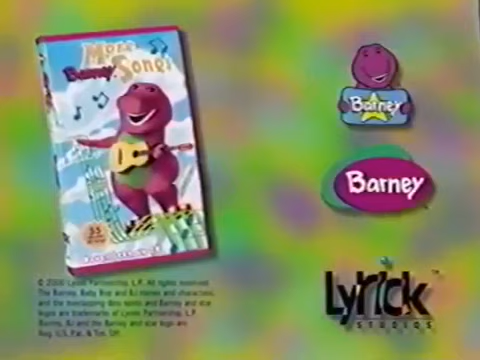 More
Barney Songs
Barney
Barney
Lyrick
STUDIOS
© 2000 Lyons Partnership, L.P. All rights reserved.
The Barney, Baby Bop and BJ names and characters,
and the overlapping dino spots and Barney and star
logos are trademarks of Lyons Partnership, L.P.
Barney, BJ and the Barney and star logo are
Reg. U.S. Pat. & Tm. Off.